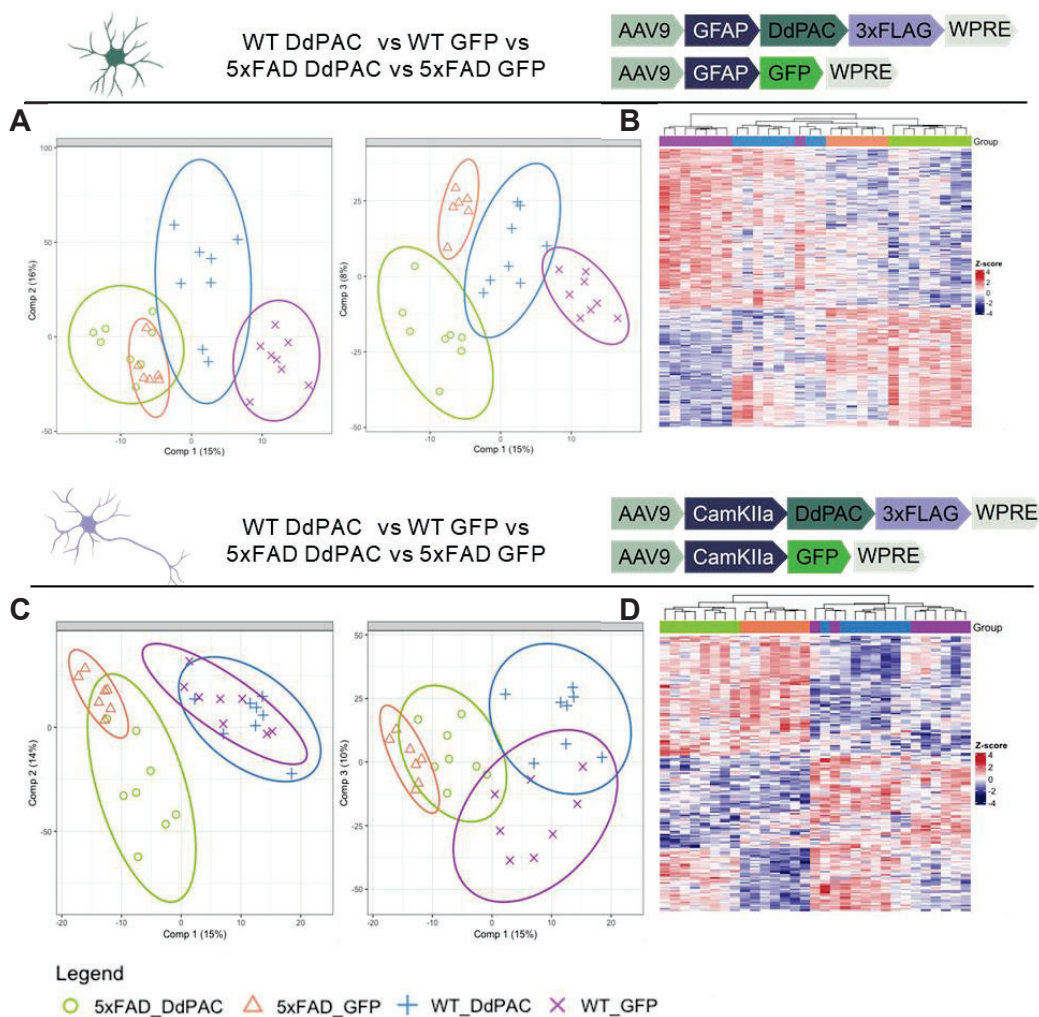 WT DdPAC vs WT GFP vs
5xFAD DdPAC vs 5xFAD GFP
AAV9 GFAP DdPAC 3xFLAG WPRE
AAV9 GFAP GFP WPRE
A
100
50
0
-50
Comp 2 (16%)
-10 0 10
Comp 1 (15%)
25
0
-25
-50
Comp 3 (8%)
-10 0 10
Comp 1 (15%)
B
Group
Z-score
4
2
0
-2
-4
WT DdPAC vs WT GFP vs
5xFAD DdPAC vs 5xFAD GFP
AAV9 CamKIIa DdPAC 3xFLAG WPRE
AAV9 CamKIIa GFP WPRE
C
0
-50
Comp 2 (14%)
-20 -10 0 10 20
Comp 1 (15%)
50
25
0
-25
-50
Comp 3 (10%)
-20 -10 0 10 20
Comp 1 (15%)
D
Group
Z-score
4
2
0
-2
-4
Legend
5xFAD_DdPAC 5xFAD_GFP WT_DdPAC WT_GFP